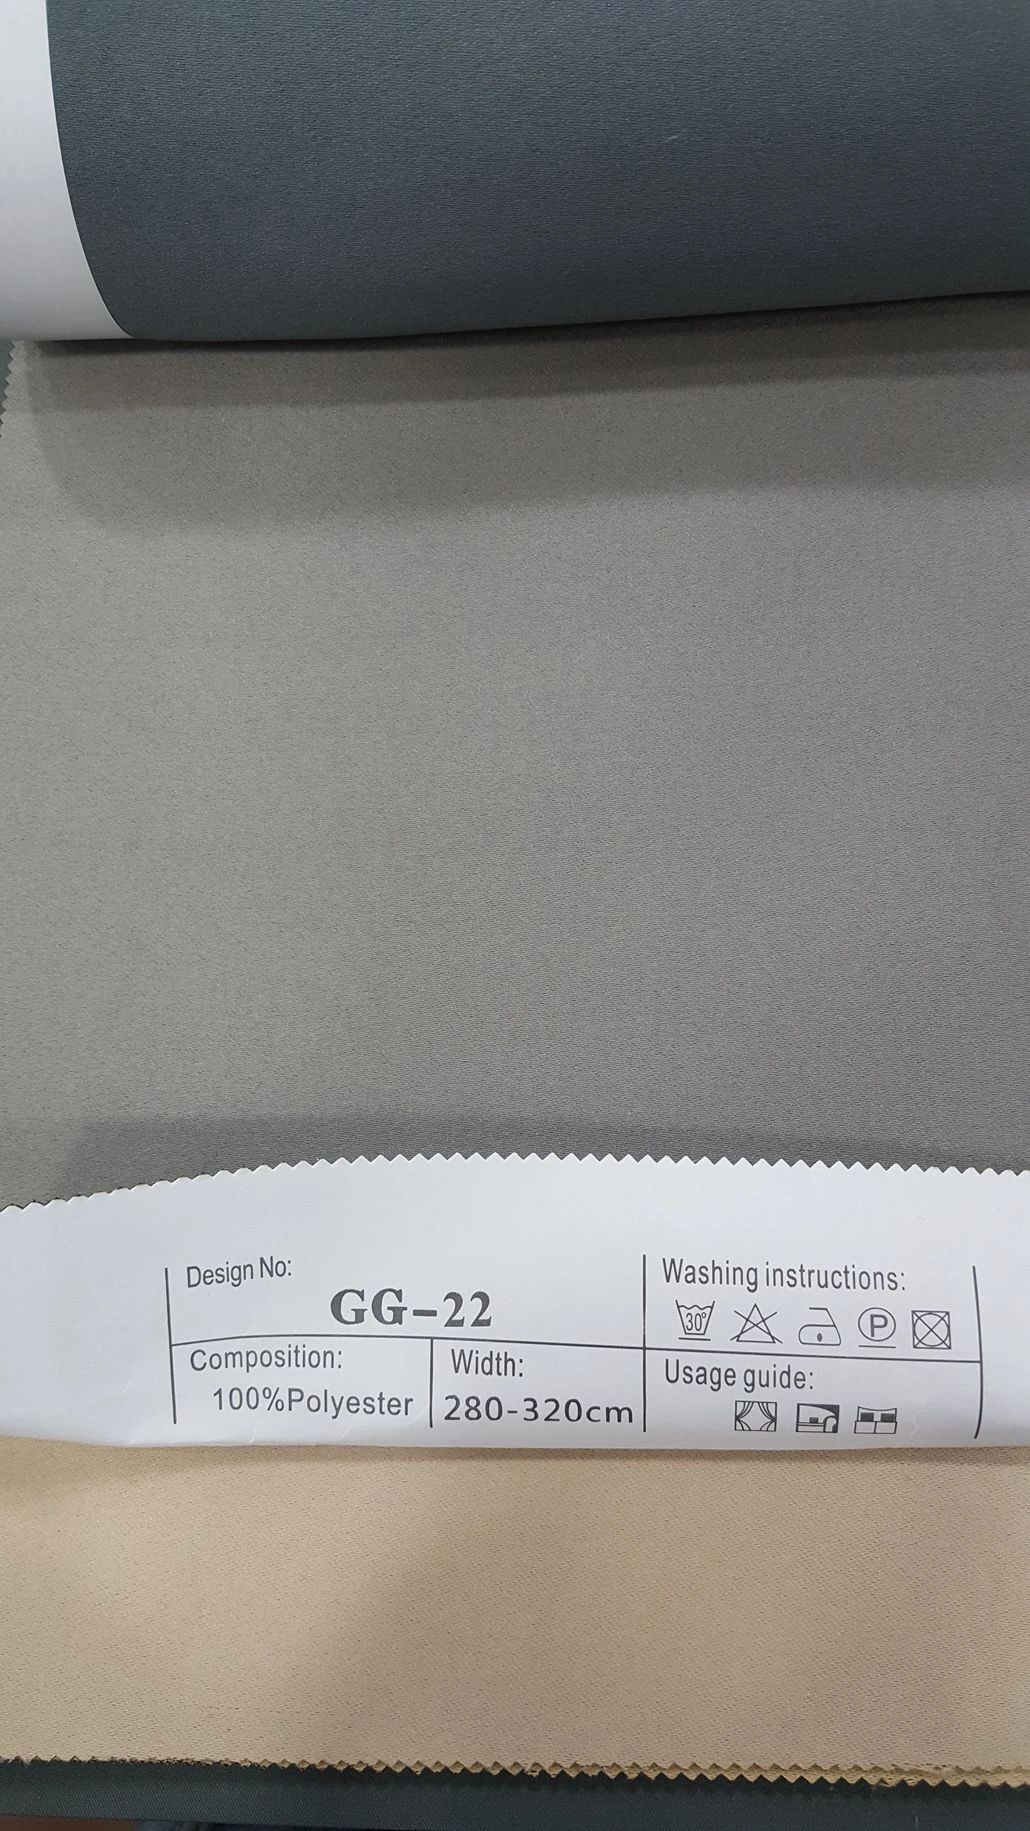 Design No:
GG-22
Composition:
100%Polyester
Width:
280-320cm
Washing instructions:
30°
P
Usage guide: